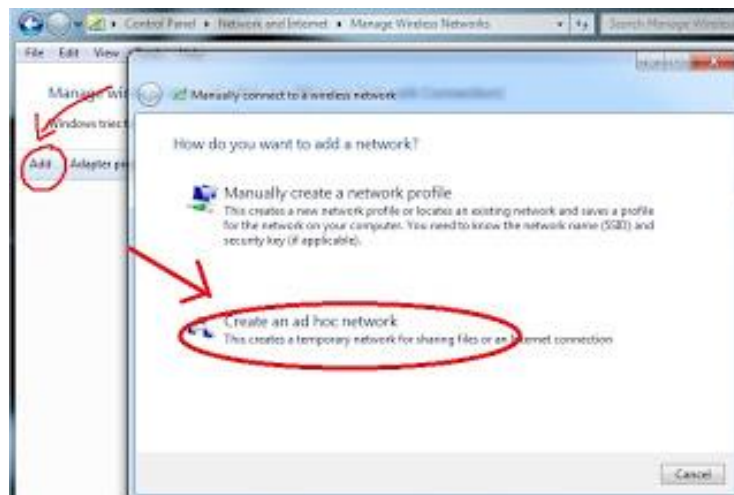 Control Panel ▸ Network and Internet ▸ Manage Wireless Networks
Search Manage Wireless
File Edit View
Manage wir
Windows tries t
Manually connect to a wireless network
Add Adapter pr
How do you want to add a network?
Manually create a network profile
This creates a new network profile or locates an existing network and saves a profile
for the network on your computer. You need to know the network name (SSID) and
security key (if applicable).
Create an ad hoc network
This creates a temporary network for sharing files or an Internet connection
Cancel